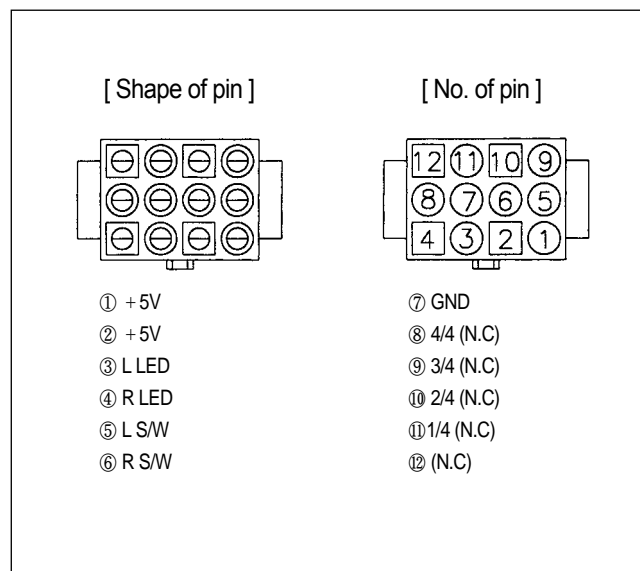 [ Shape of pin ]
[ No. of pin ]
12 11 10 9
8 7 6 5
4 3 2 1
① +5V
② +5V
③ L LED
④ R LED
⑤ L S/W
⑥ R S/W
⑦ GND
⑧ 4/4 (N.C)
⑨ 3/4 (N.C)
⑩ 2/4 (N.C)
⑪1/4 (N.C)
⑫ (N.C)